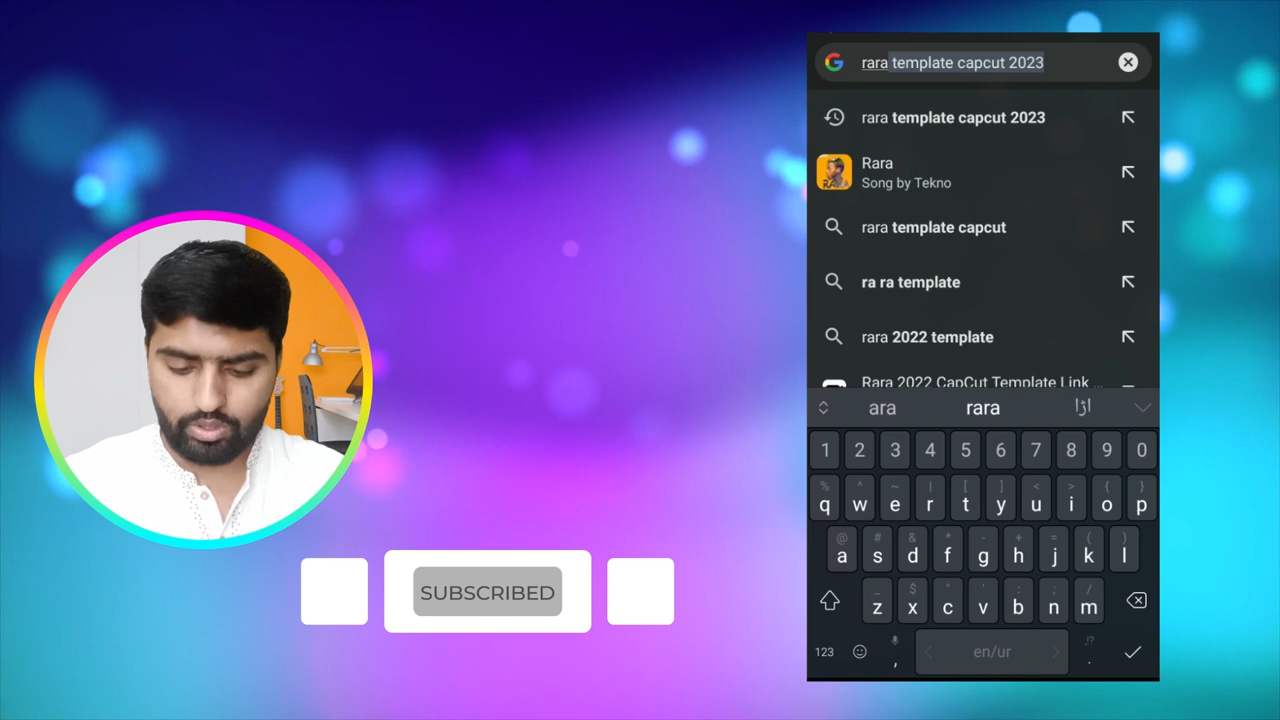 rara template capcut 2023
rara template capcut 2023
Rara
Song by Tekno
rara template capcut
ra ra template
rara 2022 template
Rara 2022 CapCut Template Link ...
ara rara اڑا
1 2 3 4 5 6 7 8 9 0
% ^ ~ | [ ] < > { }
q w e r t y u i o p
@ # & * - + = ( )
a s d f g h j k l
_ $ " ' : ; /
z x c v b n m
SUBSCRIBED
123 , en/ur !? .